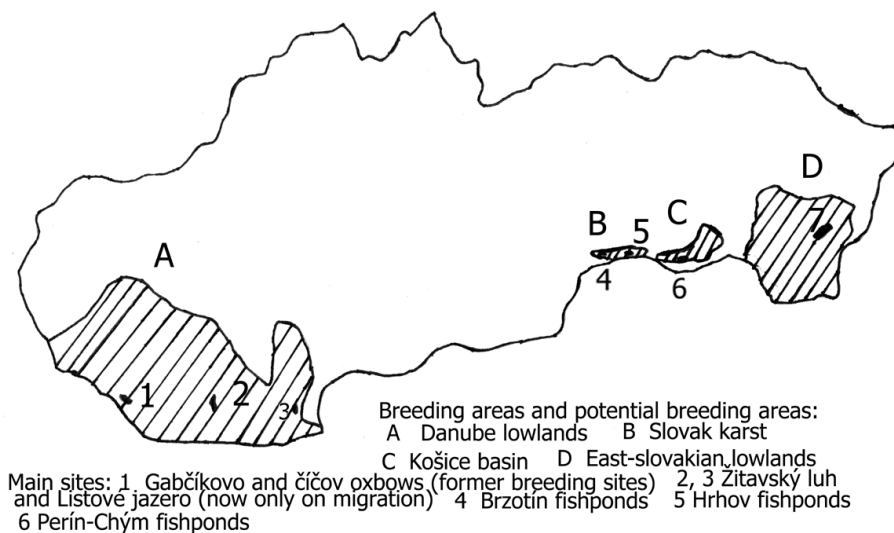 A
B
5
C
D
7
4
6
1
2
3
Breeding areas and potential breeding areas:
A Danube lowlands B Slovak karst
C Košice basin D East-slovakian lowlands
Main sites: 1 Gabčíkovo and číčov oxbows (former breeding sites) 2, 3 Žitavský luh
and Listové jazero (now only on migration) 4 Brzotín fishponds 5 Hrhov fishponds
6 Perín-Chým fishponds